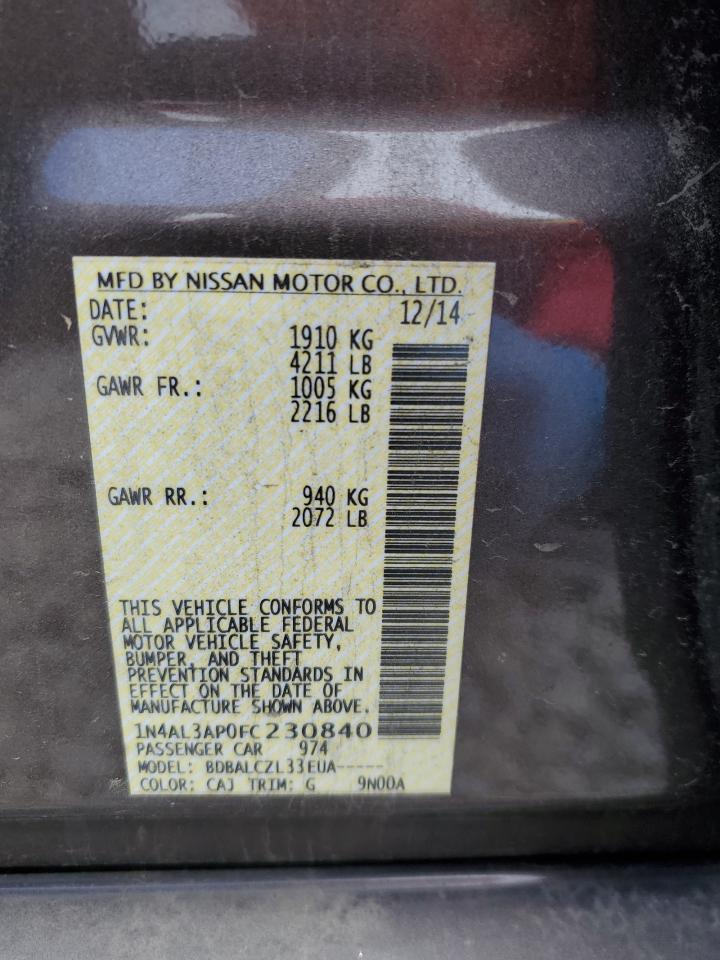 MFD BY NISSAN MOTOR CO., LTD.
DATE: 12/14
GVWR: 1910 KG
4211 LB
GAWR FR.: 1005 KG
2216 LB
GAWR RR.: 940 KG
2072 LB
THIS VEHICLE CONFORMS TO
ALL APPLICABLE FEDERAL
MOTOR VEHICLE SAFETY,
BUMPER, AND THEFT
PREVENTION STANDARDS IN
EFFECT ON THE DATE OF
MANUFACTURE SHOWN ABOVE.
1N4AL3AP0FC230840
PASSENGER CAR 974
MODEL: BDBALCZL33EUA-----
COLOR: CAJ TRIM: G 9N00A